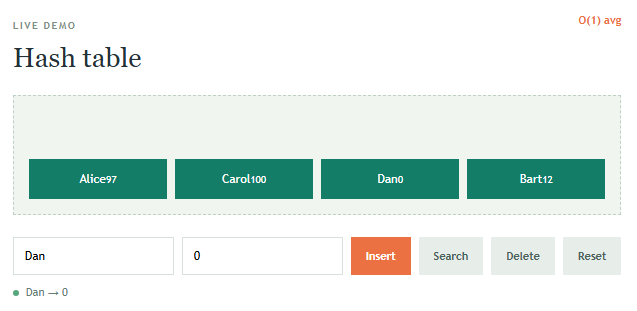 LIVE DEMO
O(1) avg
Hash table
Alice97 Carol100 Dan0 Bart12
Dan 0 Insert Search Delete Reset
Dan → 0